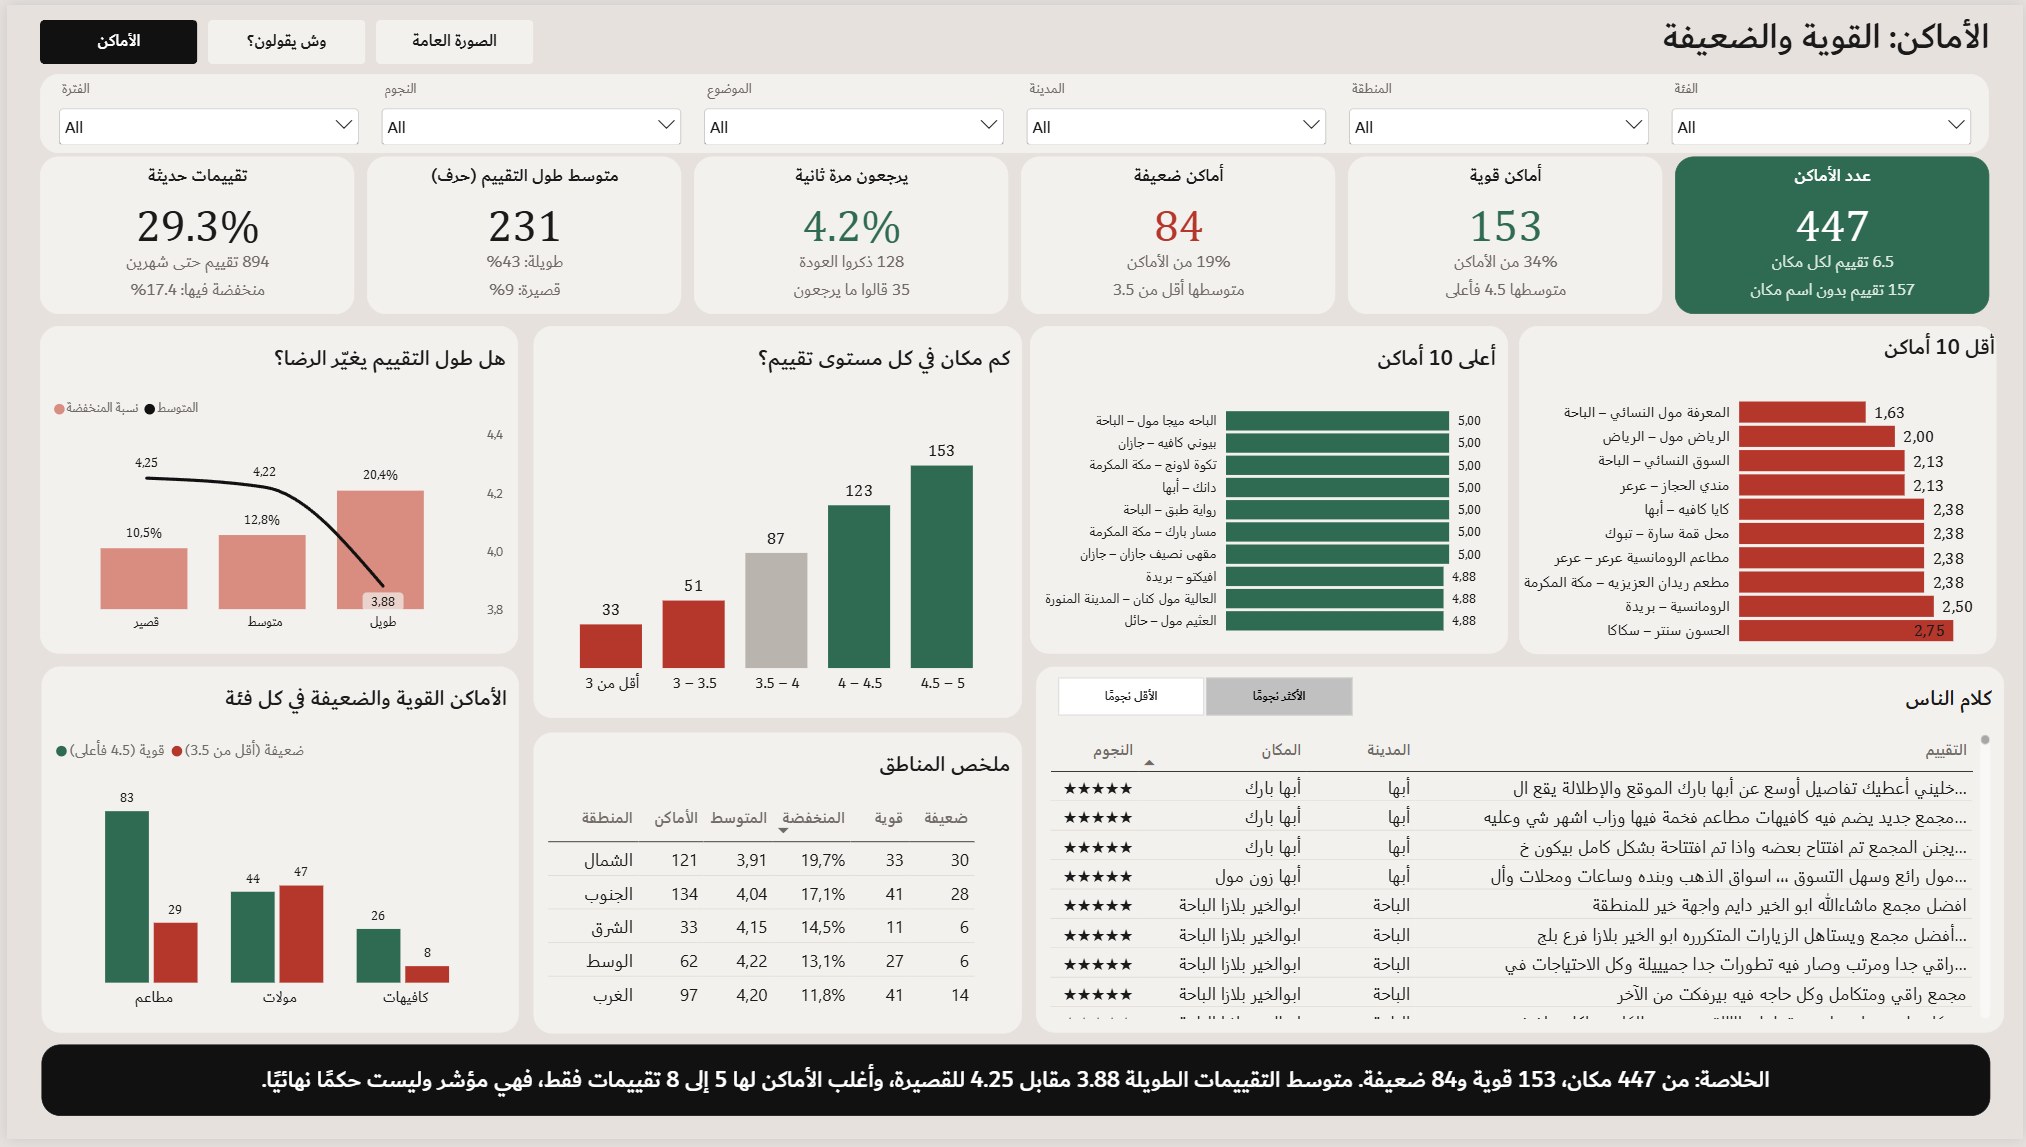 الأماكن: القوية والضعيفة
الصورة العامة
وش يقولون؟
الأماكن
الفئة
All
المنطقة
All
المدينة
All
الموضوع
All
النجوم
All
الفترة
All
عدد الأماكن
447
6.5 تقييم لكل مكان
157 تقييم بدون اسم مكان
أماكن قوية
153
34% من الأماكن
متوسطها 4.5 فأعلى
أماكن ضعيفة
84
19% من الأماكن
متوسطها أقل من 3.5
يرجعون مرة ثانية
4.2%
128 ذكروا العودة
35 قالوا ما يرجعون
متوسط طول التقييم (حرف)
231
طويلة: 43%
قصيرة: 9%
تقييمات حديثة
29.3%
894 تقييم حتى شهرين
منخفضة فيها: 17.4%
أقل 10 أماكن
المعرفة مول النسائي – الباحة 1,63
الرياض مول – الرياض 2,00
السوق النسائي – الباحة 2,13
مندي الحجاز – عرعر 2,13
كايا كافيه – أبها 2,38
محل قمة سارة – تبوك 2,38
مطاعم الرومانسية عرعر – عرعر 2,38
مطعم ريدان العزيزيه – مكة المكرمة 2,38
الرومانسية – بريدة 2,50
الحسون سنتر – سكاكا 2,75
أعلى 10 أماكن
الباحه ميجا مول – الباحة 5,00
بيوني كافيه – جازان 5,00
تكوة لاونج – مكة المكرمة 5,00
دانك – أبها 5,00
رواية طبق – الباحة 5,00
مسار بارك – مكة المكرمة 5,00
مقهى نصيف جازان – جازان 5,00
افيكتو – بريدة 4,88
العالية مول كنان – المدينة المنورة 4,88
العثيم مول – حائل 4,88
كم مكان في كل مستوى تقييم؟
33
51
87
123
153
أقل من 3
3 – 3.5
3.5 – 4
4 – 4.5
4.5 – 5
هل طول التقييم يغيّر الرضا؟
المتوسط
نسبة المنخفضة
4,4
4,2
4,0
3,8
4,25
4,22
3,88
10,5%
12,8%
20,4%
قصير
متوسط
طويل
كلام الناس
الأكثر نجومًا
الأقل نجومًا
التقييم المدينة المكان النجوم
...خليني أعطيك تفاصيل أوسع عن أبها بارك الموقع والإطلالة يقع ال أبها أبها بارك ★★★★★
...مجمع جديد يضم فيه كافيهات مطاعم فخمة فيها وزاب اشهر شي وعليه أبها أبها بارك ★★★★★
...يجنن المجمع تم افتتاح بعضه واذا تم افتتاحة بشكل كامل بيكون خ أبها أبها بارك ★★★★★
...مول رائع وسهل التسوق ،،، اسواق الذهب وبنده وساعات ومحلات وأل أبها أبها زون مول ★★★★★
افضل مجمع ماشاءالله ابو الخير دايم واجهة خير للمنطقة الباحة ابوالخير بلازا الباحة ★★★★★
...أفضل مجمع ويستاهل الزيارات المتكررره ابو الخير بلازا فرع بلج الباحة ابوالخير بلازا الباحة ★★★★★
...راقي جدا ومرتب وصار فيه تطورات جدا جمييييلة وكل الاحتياجات في الباحة ابوالخير بلازا الباحة ★★★★★
مجمع راقي ومتكامل وكل حاجه فيه بيرفكت من الآخر الباحة ابوالخير بلازا الباحة ★★★★★
ملخص المناطق
المنطقة الأماكن المتوسط المنخفضة قوية ضعيفة
الشمال 121 3,91 19,7% 33 30
الجنوب 134 4,04 17,1% 41 28
الشرق 33 4,15 14,5% 11 6
الوسط 62 4,22 13,1% 27 6
الغرب 97 4,20 11,8% 41 14
الأماكن القوية والضعيفة في كل فئة
ضعيفة (أقل من 3.5)
قوية (4.5 فأعلى)
83
29
44
47
26
8
مطاعم
مولات
كافيهات
الخلاصة: من 447 مكان، 153 قوية و84 ضعيفة. متوسط التقييمات الطويلة 3.88 مقابل 4.25 للقصيرة، وأغلب الأماكن لها 5 إلى 8 تقييمات فقط، فهي مؤشر وليست حكمًا نهائيًا.